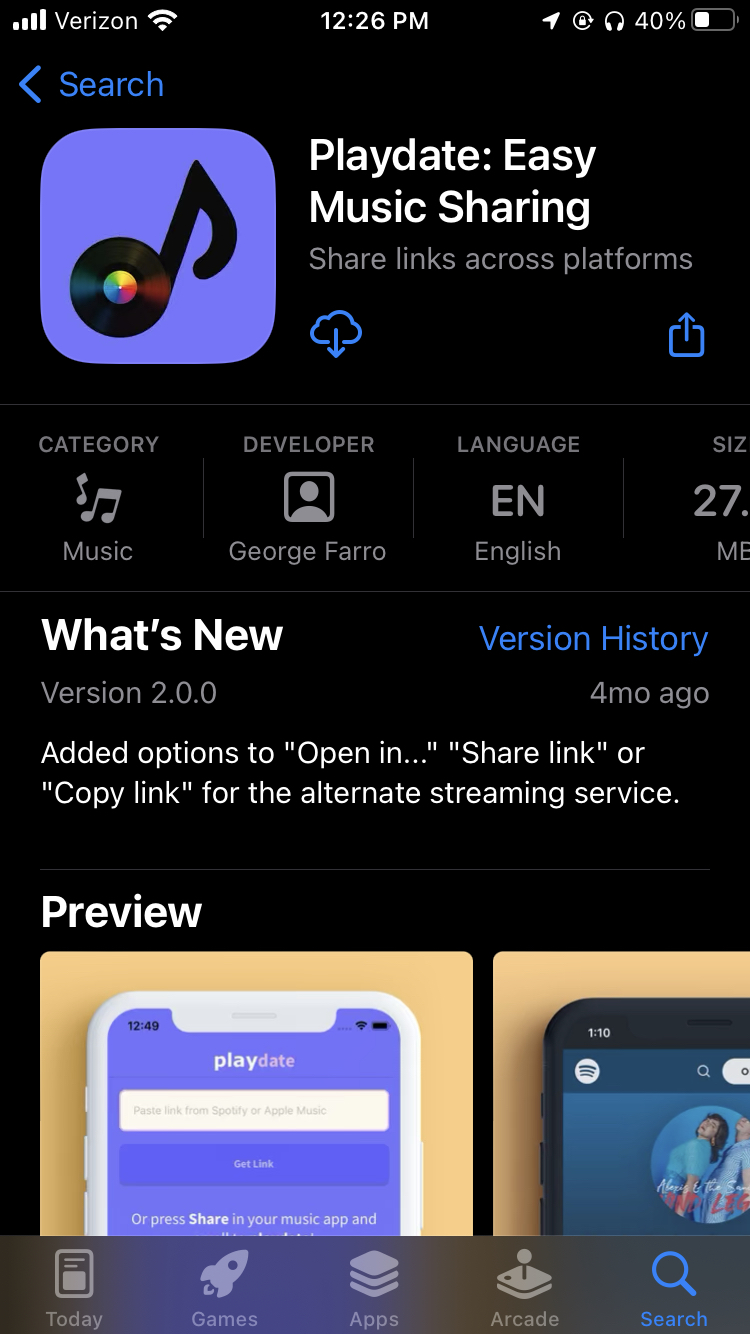 Verizon 12:26 PM 40%
Search
Playdate: Easy
Music Sharing
Share links across platforms
CATEGORY DEVELOPER LANGUAGE SIZ
EN 27.
Music George Farro English MB
What's New Version History
Version 2.0.0 4mo ago
Added options to "Open in..." "Share link" or
"Copy link" for the alternate streaming service.
Preview
12:49
1:10
playdate
Paste link from Spotify or Apple Music
Get Link
Or press Share in your music app and
Alexis & the
Today Games Apps Arcade Search